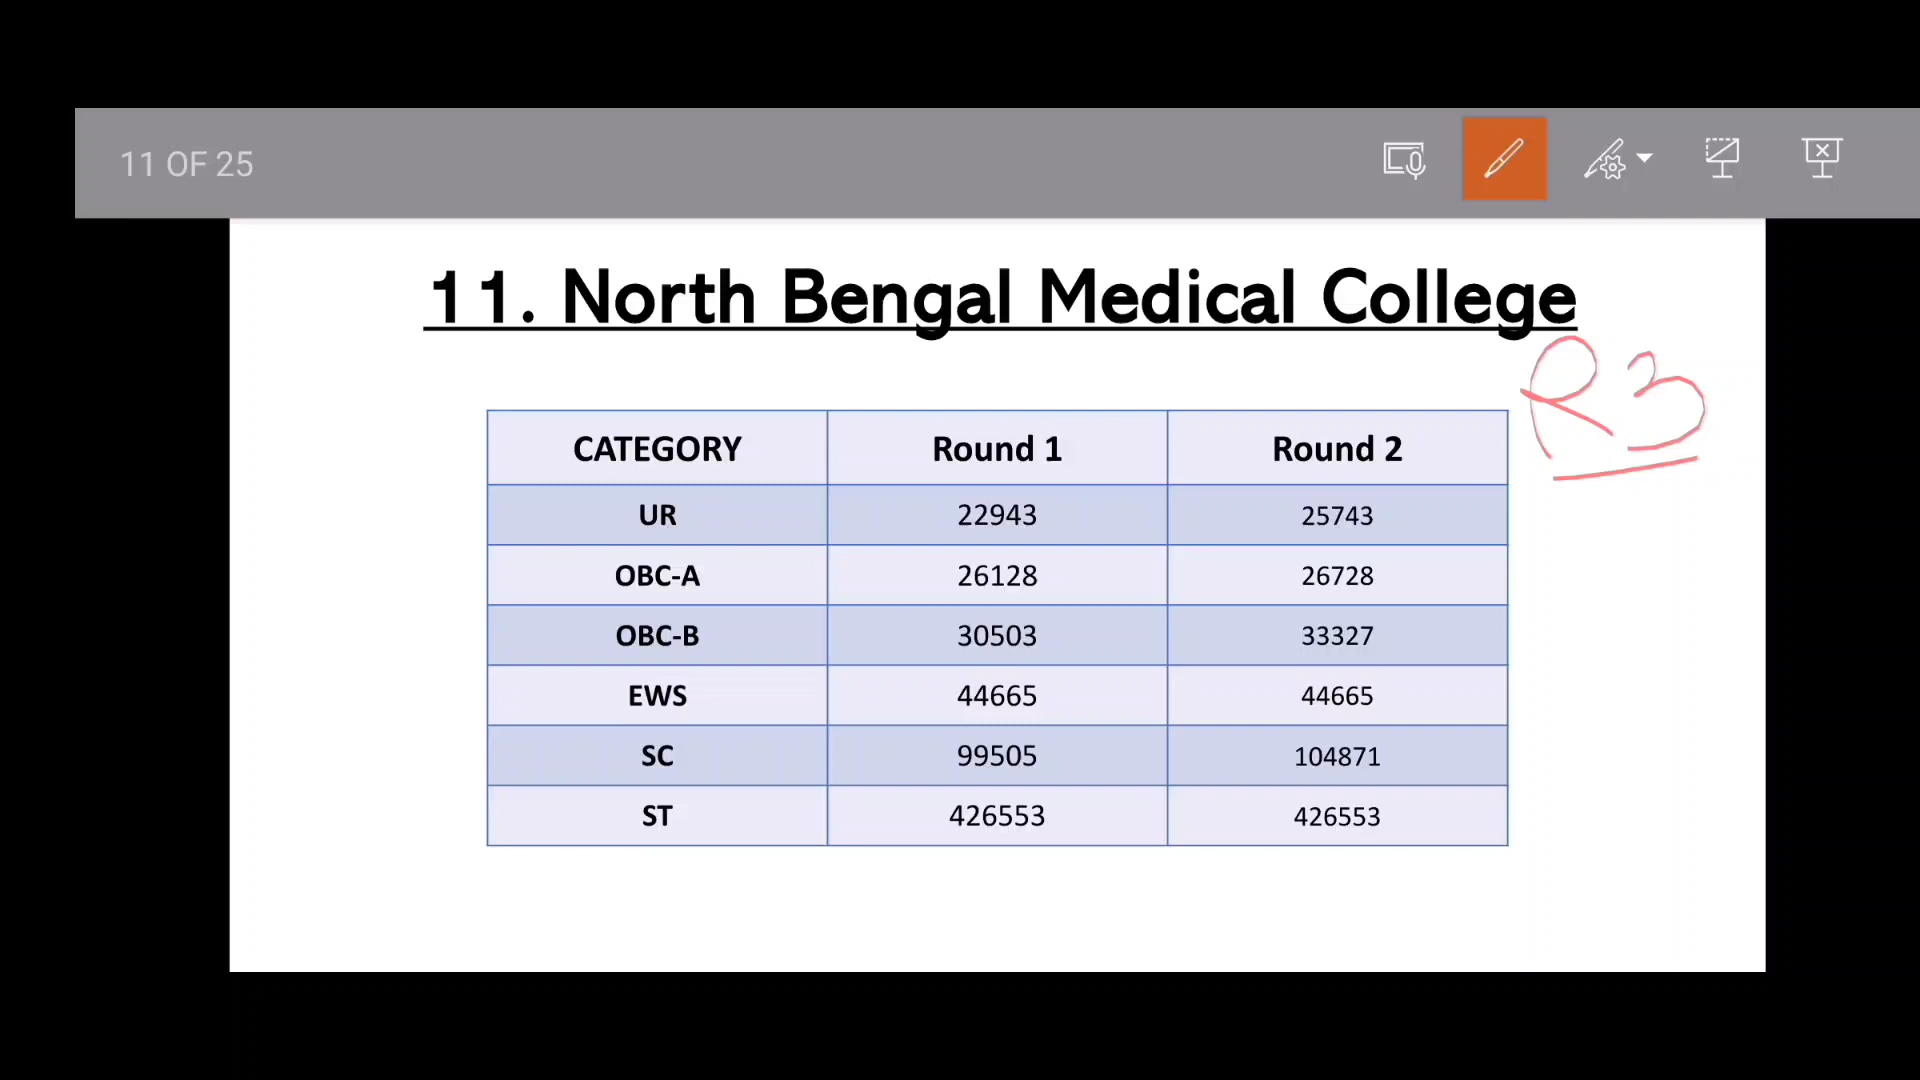 11 OF 25
11. North Bengal Medical College
R3
CATEGORY Round 1 Round 2
UR 22943 25743
OBC-A 26128 26728
OBC-B 30503 33327
EWS 44665 44665
SC 99505 104871
ST 426553 426553